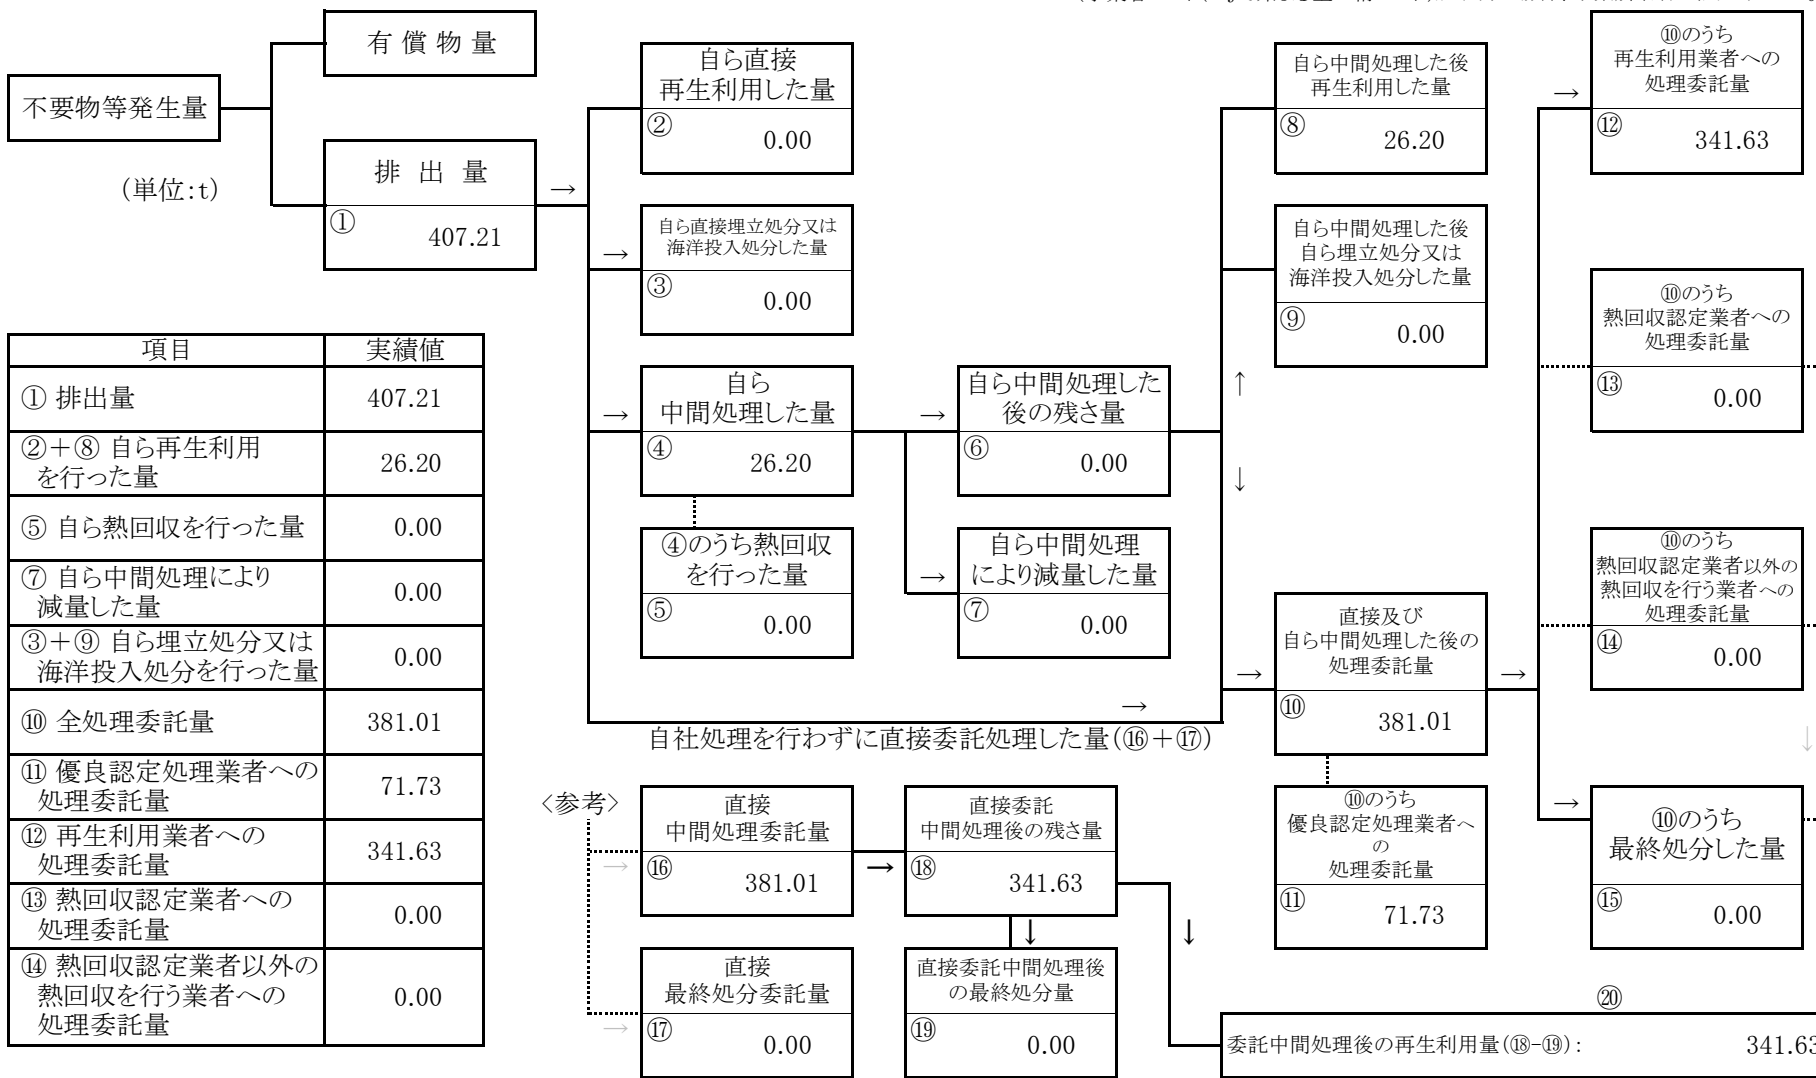 有 償 物 量
不要物等発生量
(単位:t)
排 出 量
①
407.21
→
自ら直接
再生利用した量
②
0.00
→
自ら直接埋立処分又は
海洋投入処分した量
③
0.00
→
自ら
中間処理した量
④
26.20
④のうち熱回収
を行った量
⑤
0.00
→
自ら中間処理した
後の残さ量
⑥
0.00
→
自ら中間処理
により減量した量
⑦
0.00
自ら中間処理した後
再生利用した量
⑧
26.20
自ら中間処理した後
自ら埋立処分又は
海洋投入処分した量
⑨
0.00
↑
↓
→
自社処理を行わずに直接委託処理した量(⑯+⑰)
→
直接及び
自ら中間処理した後の
処理委託量
⑩
381.01
⑩のうち
優良認定処理業者へ
の
処理委託量
⑪
71.73
→
→
⑩のうち
再生利用業者への
処理委託量
⑫
341.63
⑩のうち
熱回収認定業者への
処理委託量
⑬
0.00
⑩のうち
熱回収認定業者以外の
熱回収を行う業者への
処理委託量
⑭
0.00
↓
→
⑩のうち
最終処分した量
⑮
0.00
項目 実績値
① 排出量 407.21
②+⑧ 自ら再生利用
を行った量 26.20
⑤ 自ら熱回収を行った量 0.00
⑦ 自ら中間処理により
減量した量 0.00
③+⑨ 自ら埋立処分又は
海洋投入処分を行った量 0.00
⑩ 全処理委託量 381.01
⑪ 優良認定処理業者への
処理委託量 71.73
⑫ 再生利用業者への
処理委託量 341.63
⑬ 熱回収認定業者への
処理委託量 0.00
⑭ 熱回収認定業者以外の
熱回収を行う業者への
処理委託量 0.00
〈参考〉
→
直接
中間処理委託量
⑯
381.01
→
直接委託
中間処理後の残さ量
⑱
341.63
↓
↓
→
直接
最終処分委託量
⑰
0.00
直接委託中間処理後
の最終処分量
⑲
0.00
⑳
委託中間処理後の再生利用量(⑱-⑲): 341.63